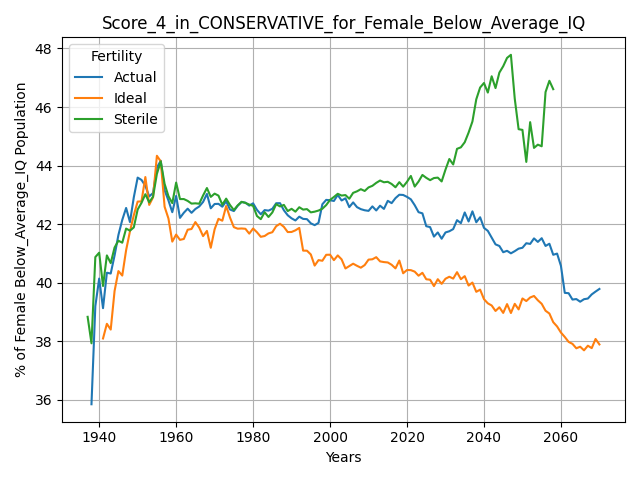 Score_4_in_CONSERVATIVE_for_Female_Below_Average_IQ
Fertility
Actual
Ideal
Sterile
% of Female Below_Average_IQ Population
48
46
44
42
40
38
36
1940
1960
1980
2000
2020
2040
2060
Years